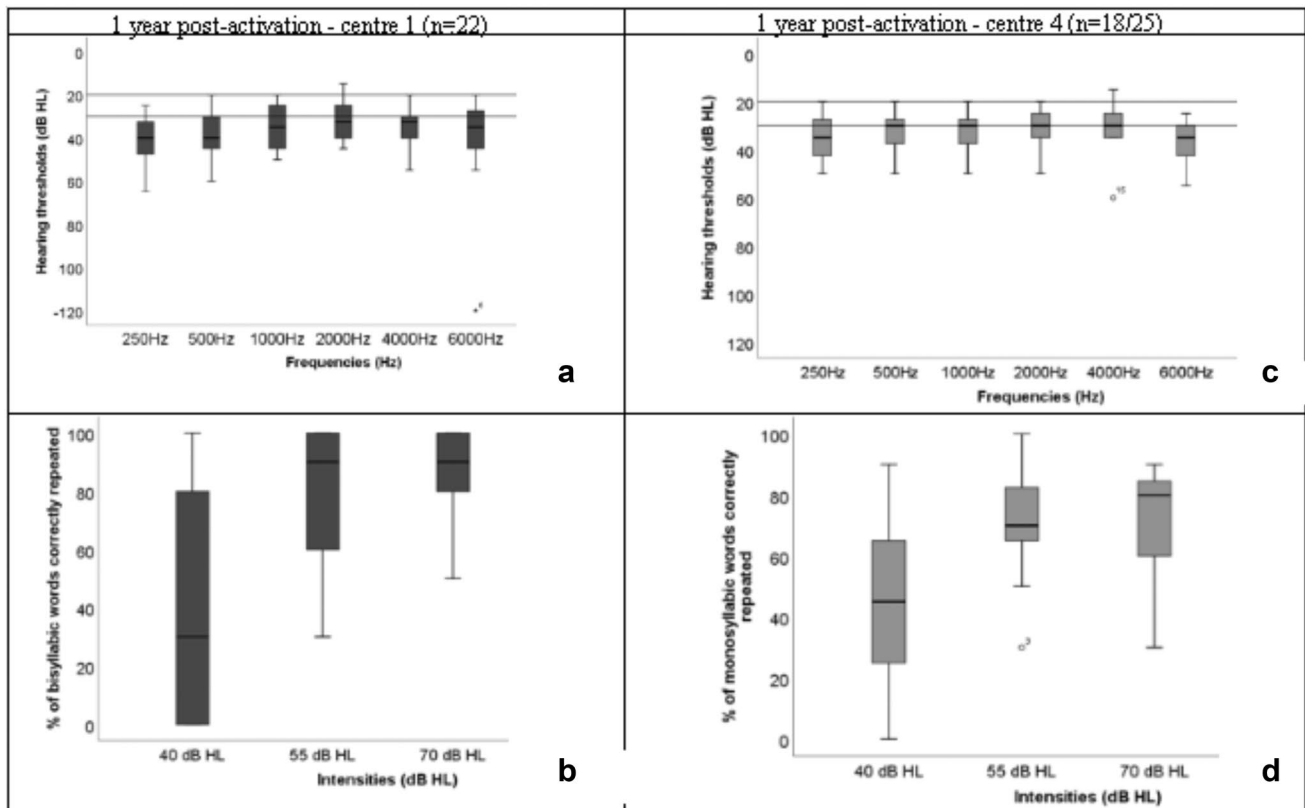 1 year post-activation - centre 1 (n=22)
Hearing thresholds (dB HL)
0
20
40
60
80
100
-120
250Hz 500Hz 1000Hz 2000Hz 4000Hz 6000Hz
Frequencies (Hz)
a
1 year post-activation - centre 4 (n=18/25)
Hearing thresholds (dB HL)
0
20
40
60
80
100
120
15
250Hz 500Hz 1000Hz 2000Hz 4000Hz 6000Hz
Frequencies (Hz)
c
% of bisyllabic words correctly repeated
100
80
60
40
20
0
40 dB HL 55 dB HL 70 dB HL
Intensities (dB HL)
b
% of monosyllabic words correctly
repeated
100
80
60
40
20
0
3
40 dB HL 55 dB HL 70 dB HL
Intensities (dB HL)
d